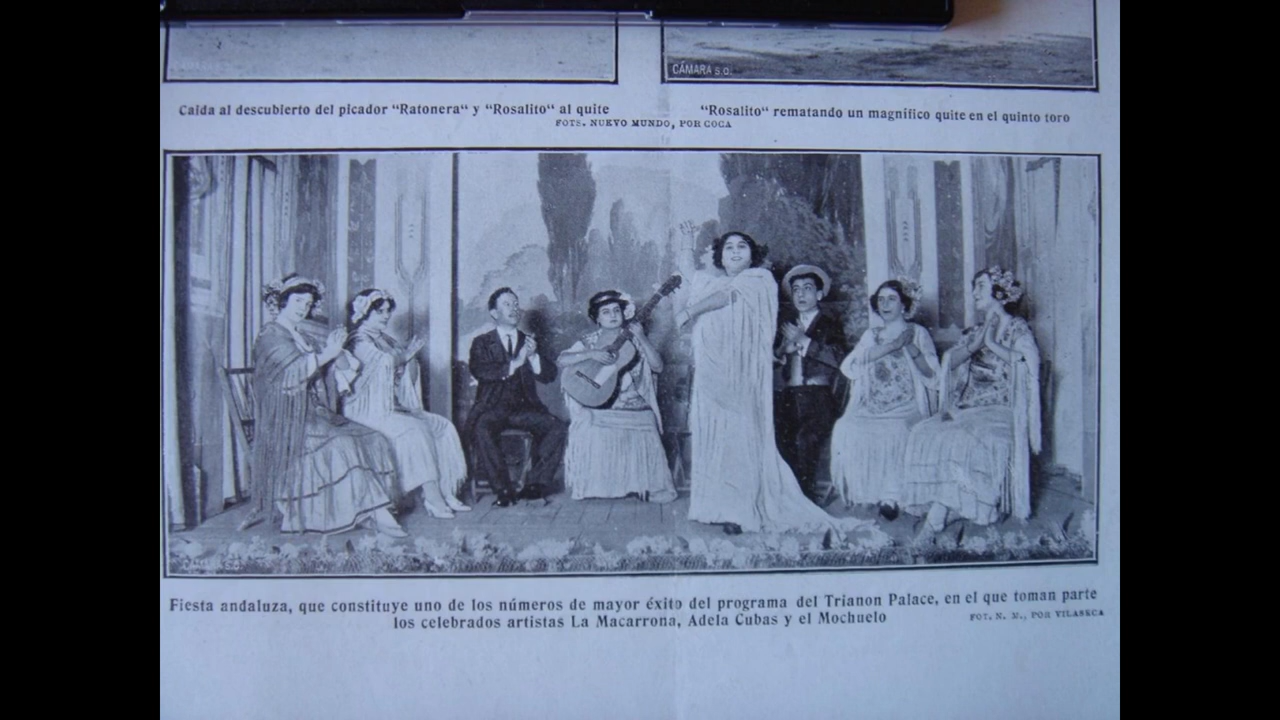 CÁMARA S.O.
Caida al descubierto del picador "Ratonera" y "Rosalito" al quite
"Rosalito" rematando un magnífico quite en el quinto toro
FOTS. NUEVO MUNDO, POR COCA
Fiesta andaluza, que constituye uno de los números de mayor éxito del programa del Trianon Palace, en el que toman parte
los celebrados artistas La Macarrona, Adela Cubas y el Mochuelo
FOT. N. M., POR VILASECA